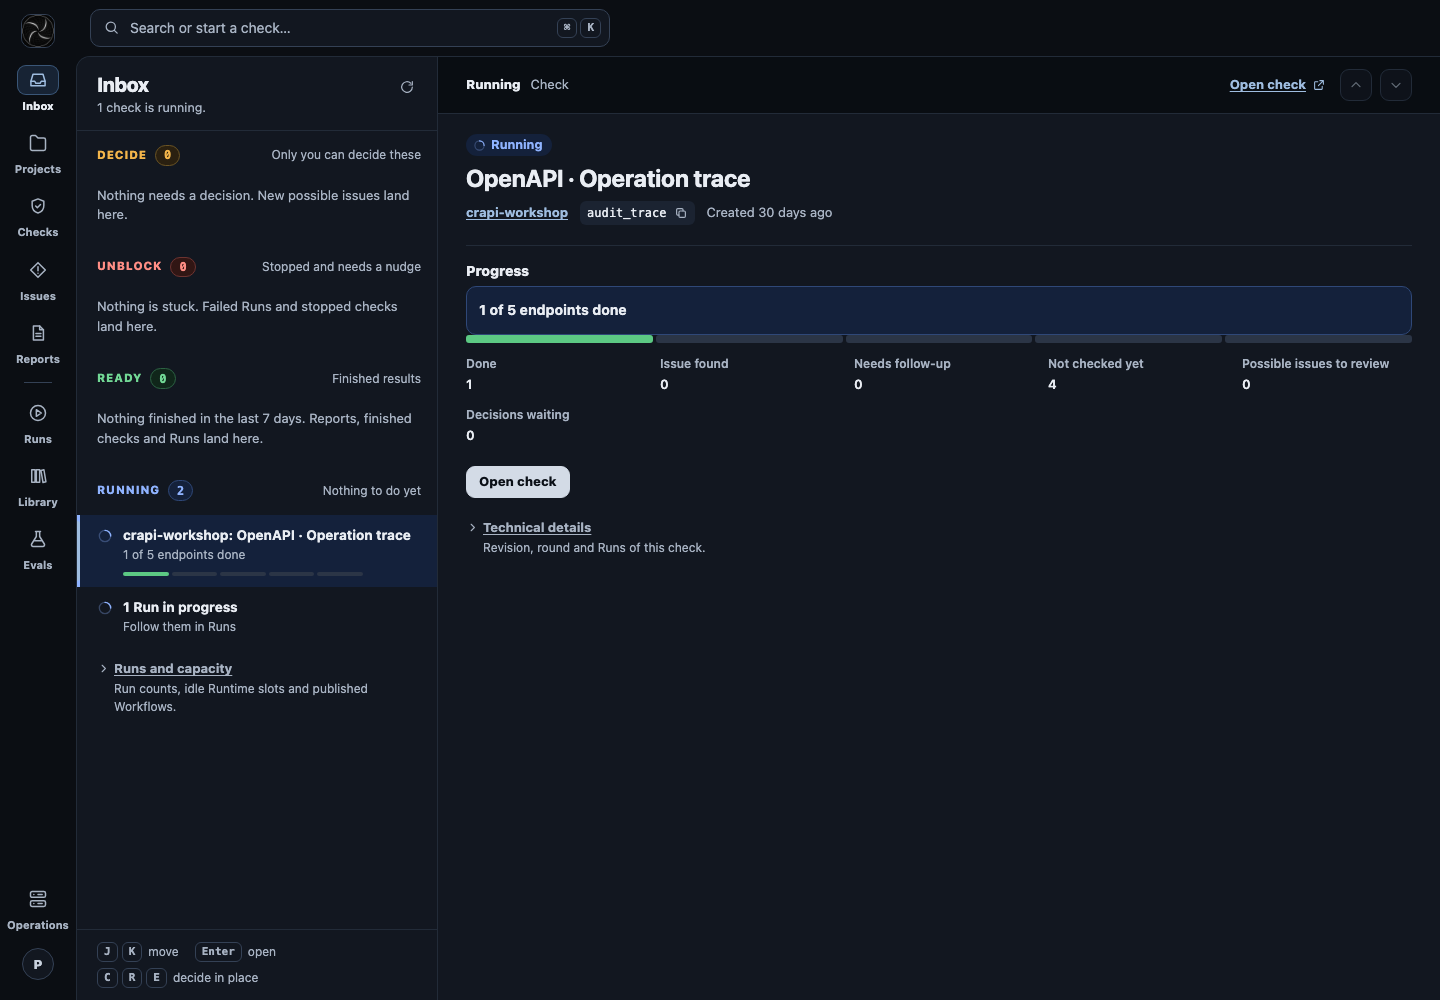 Search or start a check...
⌘ K
Inbox
Projects
Checks
Issues
Reports
Runs
Library
Evals
Operations
P
Inbox
1 check is running.
DECIDE 0 Only you can decide these
Nothing needs a decision. New possible issues land
here.
UNBLOCK 0 Stopped and needs a nudge
Nothing is stuck. Failed Runs and stopped checks
land here.
READY 0 Finished results
Nothing finished in the last 7 days. Reports, finished
checks and Runs land here.
RUNNING 2 Nothing to do yet
crapi-workshop: OpenAPI · Operation trace
1 of 5 endpoints done
1 Run in progress
Follow them in Runs
Runs and capacity
Run counts, idle Runtime slots and published
Workflows.
J K move Enter open
C R E decide in place
Running Check Open check
Running
OpenAPI · Operation trace
crapi-workshop audit_trace Created 30 days ago
Progress
1 of 5 endpoints done
Done Issue found Needs follow-up Not checked yet Possible issues to review
1 0 0 4 0
Decisions waiting
0
Open check
Technical details
Revision, round and Runs of this check.